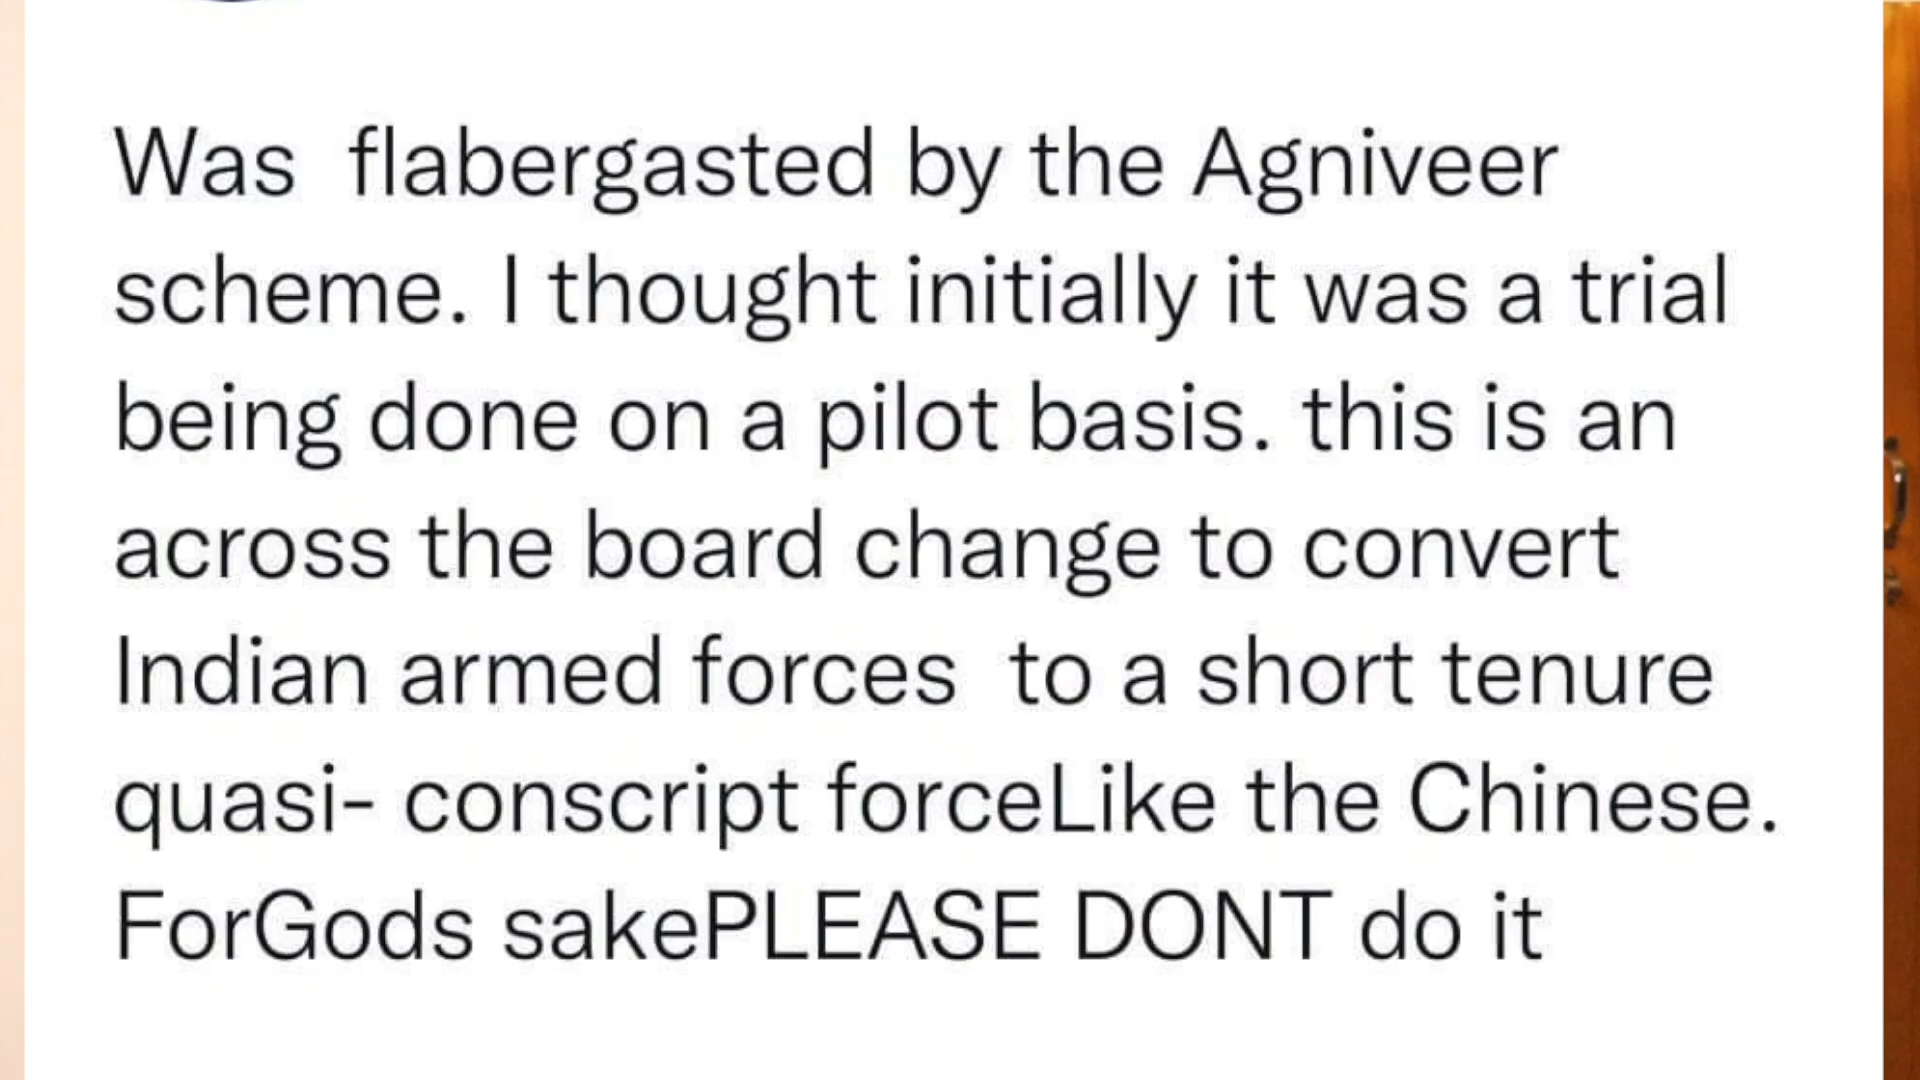 Was  flabergasted by the Agniveer
scheme. I thought initially it was a trial
being done on a pilot basis. this is an
across the board change to convert
Indian armed forces  to a short tenure
quasi- conscript forceLike the Chinese.
ForGods sakePLEASE DONT do it